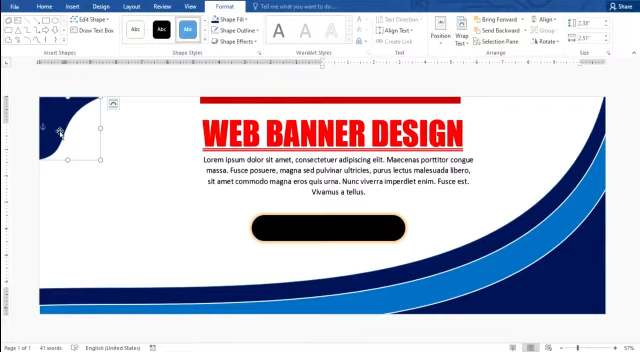 File Home Insert Design Layout References Mailings Review View Format Tell me what you want to do... Share
Edit Shape
Draw Text Box
Insert Shapes
Abc Abc Abc
Shape Styles
Shape Fill
Shape Outline
Shape Effects
A A A
WordArt Styles
Text Direction
Align Text
Create Link
Text
Position
Wrap Text
Bring Forward
Send Backward
Selection Pane
Align
Group
Rotate
Arrange
2.38"
2.51"
Size
WEB BANNER DESIGN
Lorem ipsum dolor sit amet, consectetuer adipiscing elit. Maecenas porttitor congue
massa. Fusce posuere, magna sed pulvinar ultricies, purus lectus malesuada libero,
sit amet commodo magna eros quis urna. Nunc viverra imperdiet enim. Fusce est.
Vivamus a tellus.
Page 1 of 1 41 words English (United States) 57%